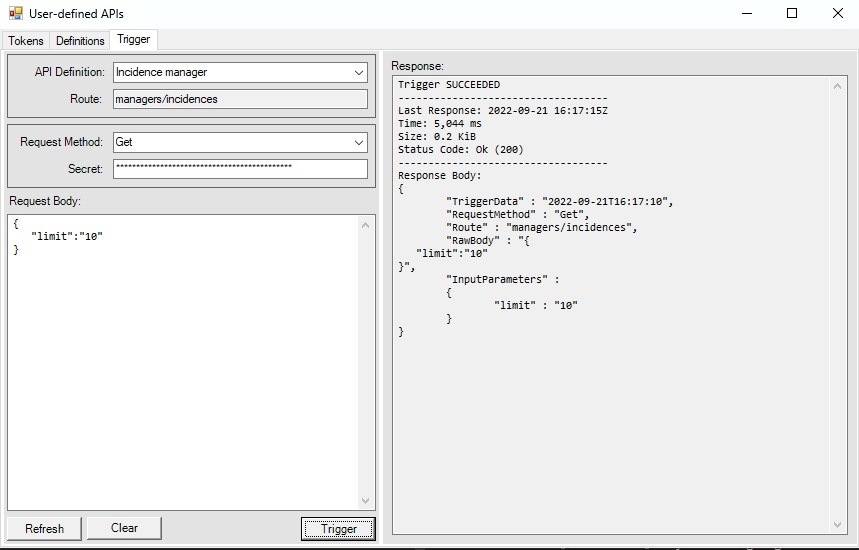 User-defined APIs
Tokens Definitions Trigger
API Definition: Incidence manager
Route: managers/incidences
Request Method: Get
Secret: ********************************************
Request Body:
{
"limit":"10"
}
Refresh Clear Trigger
Response:
Trigger SUCCEEDED
-----------------------------------
Last Response: 2022-09-21 16:17:15Z
Time: 5,044 ms
Size: 0.2 KiB
Status Code: Ok (200)
-----------------------------------
Response Body:
{
"TriggerData" : "2022-09-21T16:17:10",
"RequestMethod" : "Get",
"Route" : "managers/incidences",
"RawBody" : "{
"limit":"10"
}",
"InputParameters" :
{
"limit" : "10"
}
}